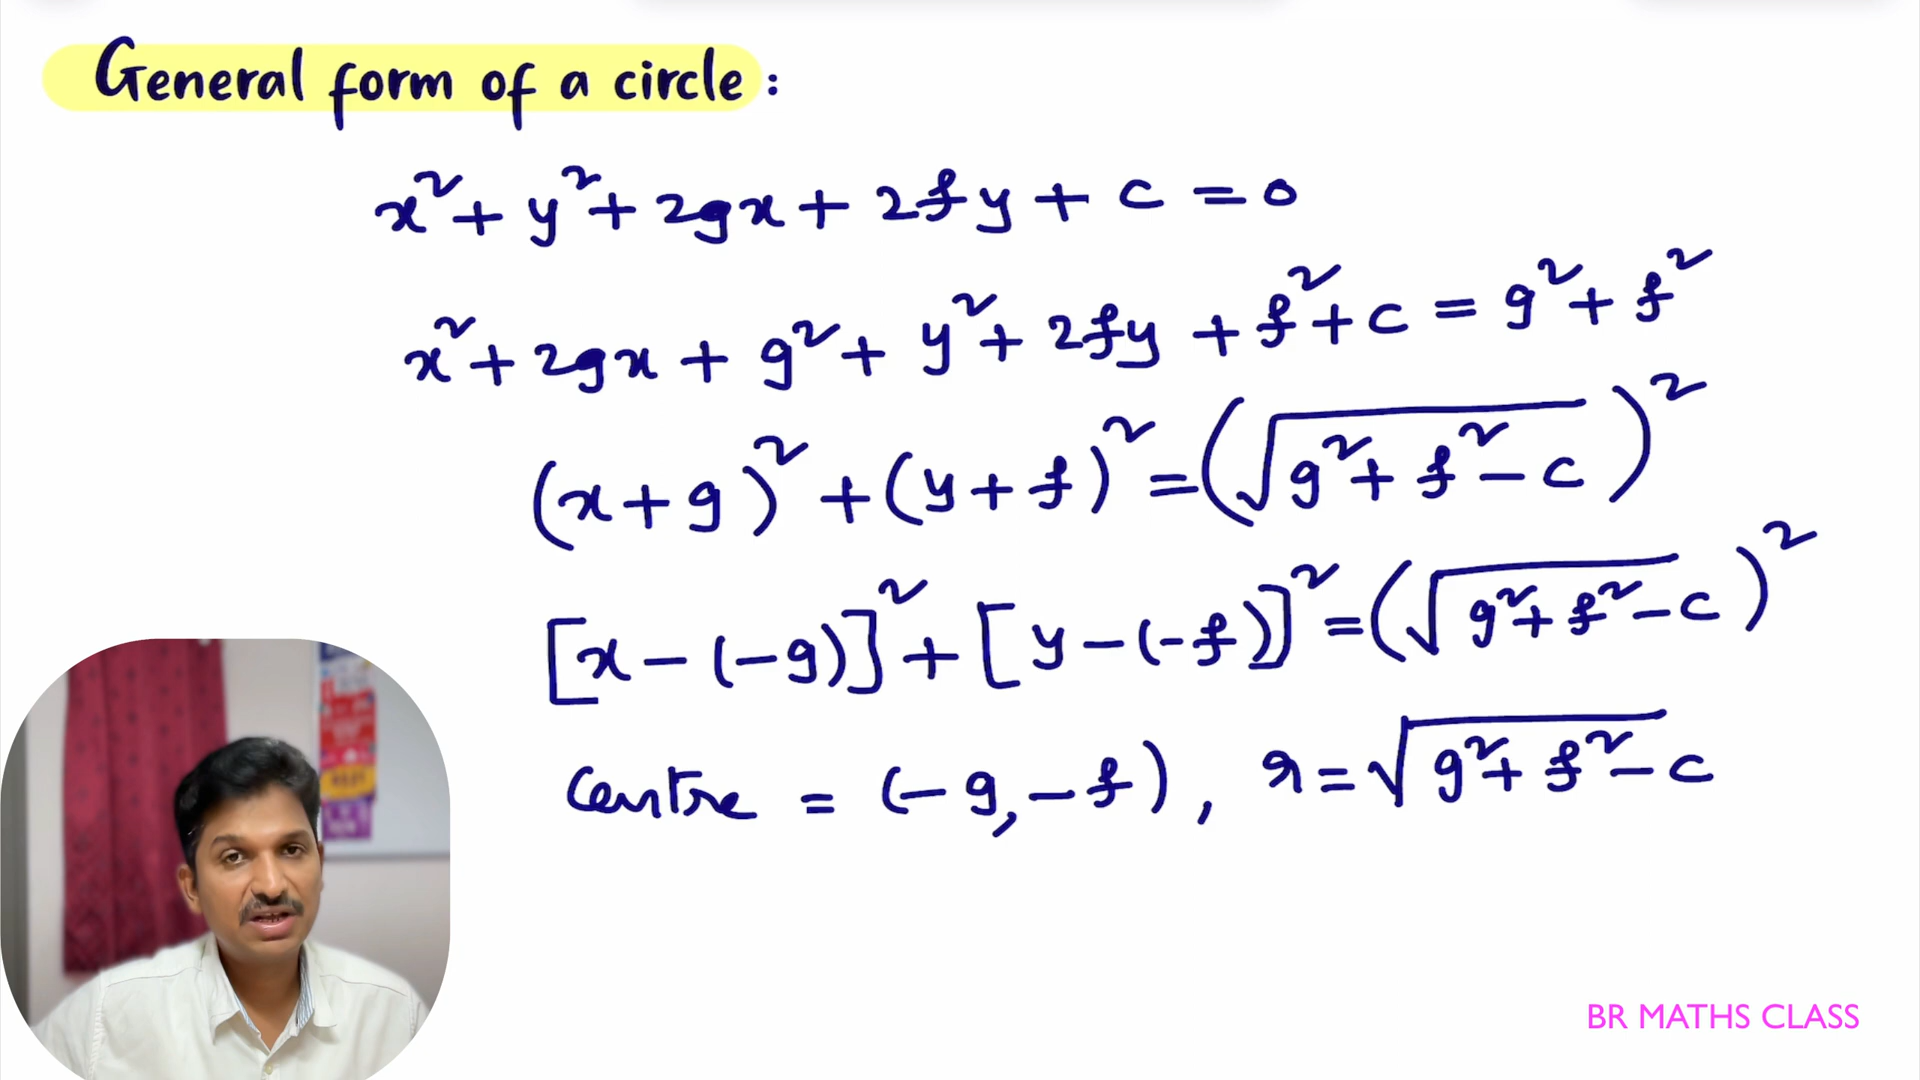 General form of a circle :
x² + y² + 2gx + 2fy + c = 0
x² + 2gx + g² + y² + 2fy + f² + c = g² + f²
(x + g)² + (y + f)² = (√(g² + f² - c))²
[x - (-g)]² + [y - (-f)]² = (√(g² + f² - c))²
Centre = (-g, -f) , r = √(g² + f² - c)
BR MATHS CLASS